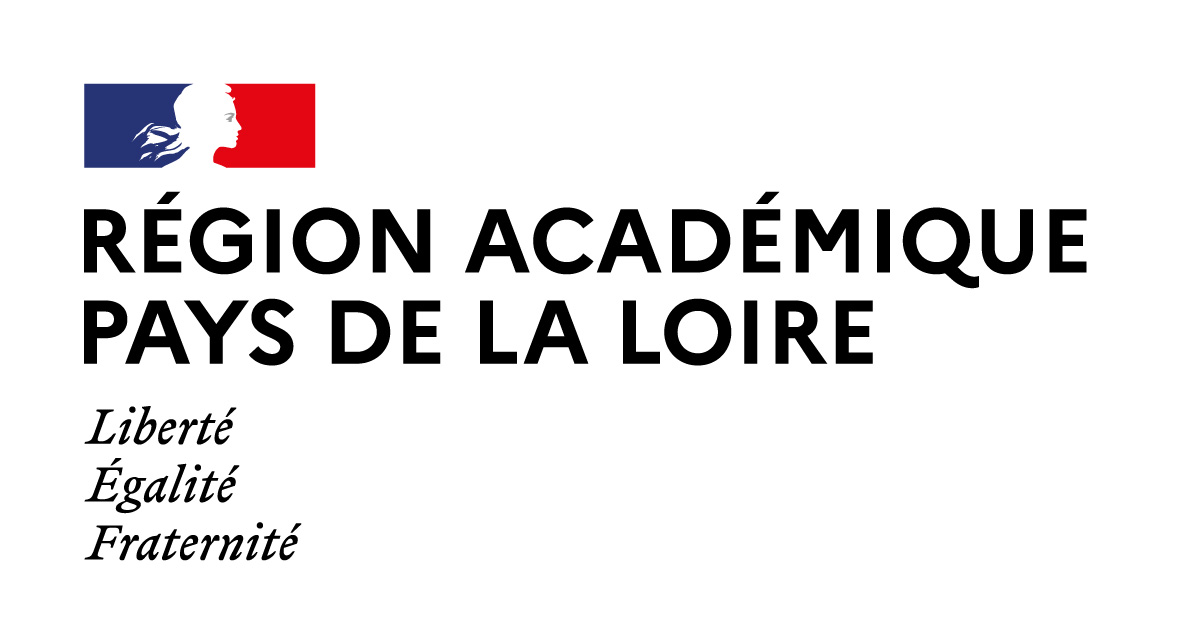 RÉGION ACADÉMIQUE
PAYS DE LA LOIRE
Liberté
Égalité
Fraternité